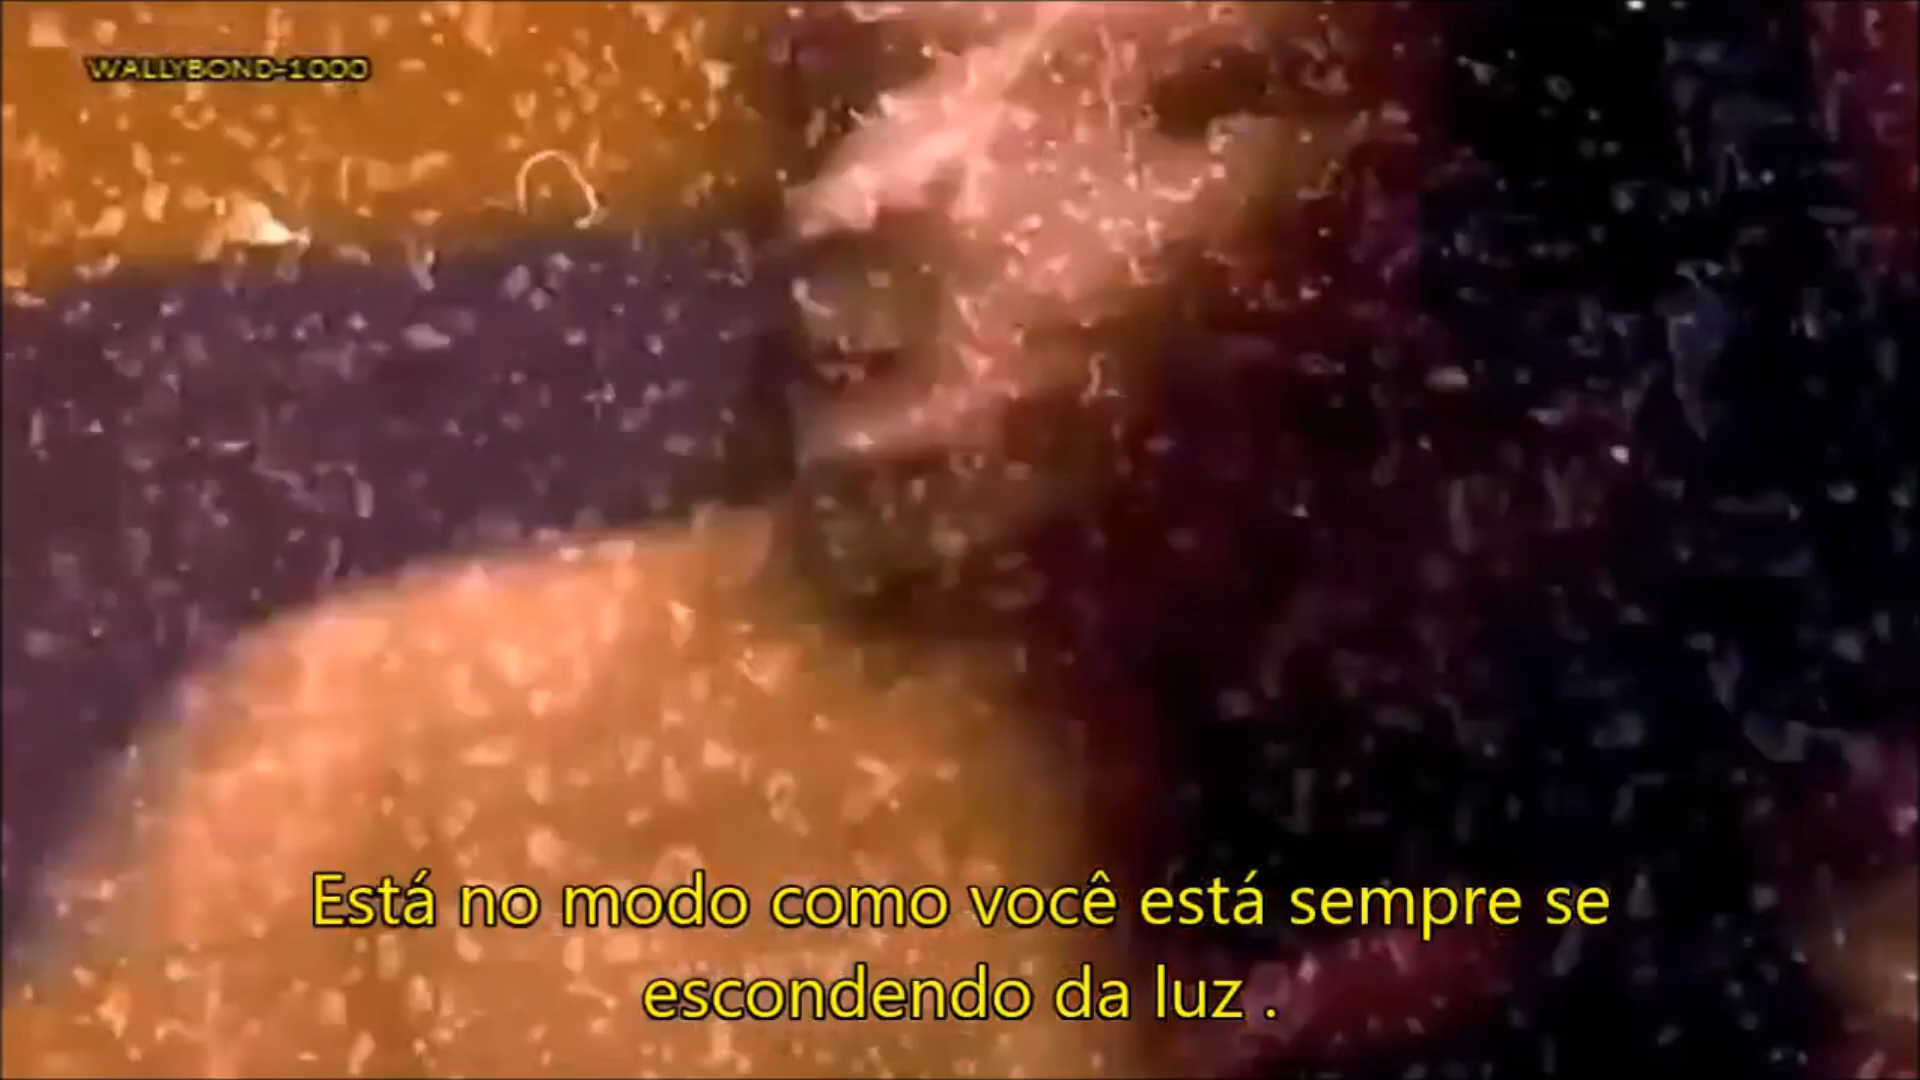 WALLYBOND-1000
Está no modo como você está sempre se
escondendo da luz .